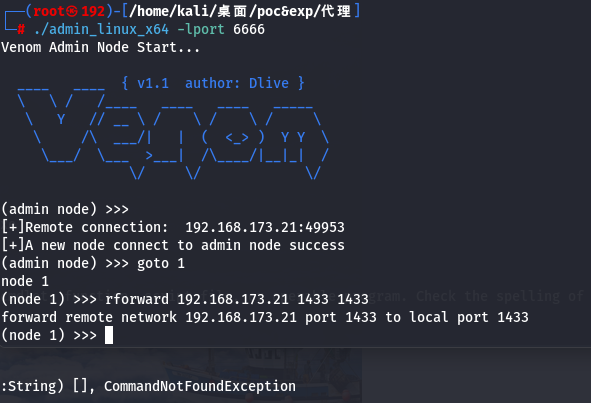 ┌──(root㉿192)-[/home/kali/桌面/poc&exp/代理]
└─# ./admin_linux_x64 -lport 6666
Venom Admin Node Start...
{ v1.1 author: Dlive }
(admin node) >>>
[+]Remote connection: 192.168.173.21:49953
[+]A new node connect to admin node success
(admin node) >>> goto 1
node 1
(node 1) >>> rforward 192.168.173.21 1433 1433
gram. Check the spelling of
forward remote network 192.168.173.21 port 1433 to local port 1433
(node 1) >>>
:String) [], CommandNotFoundException